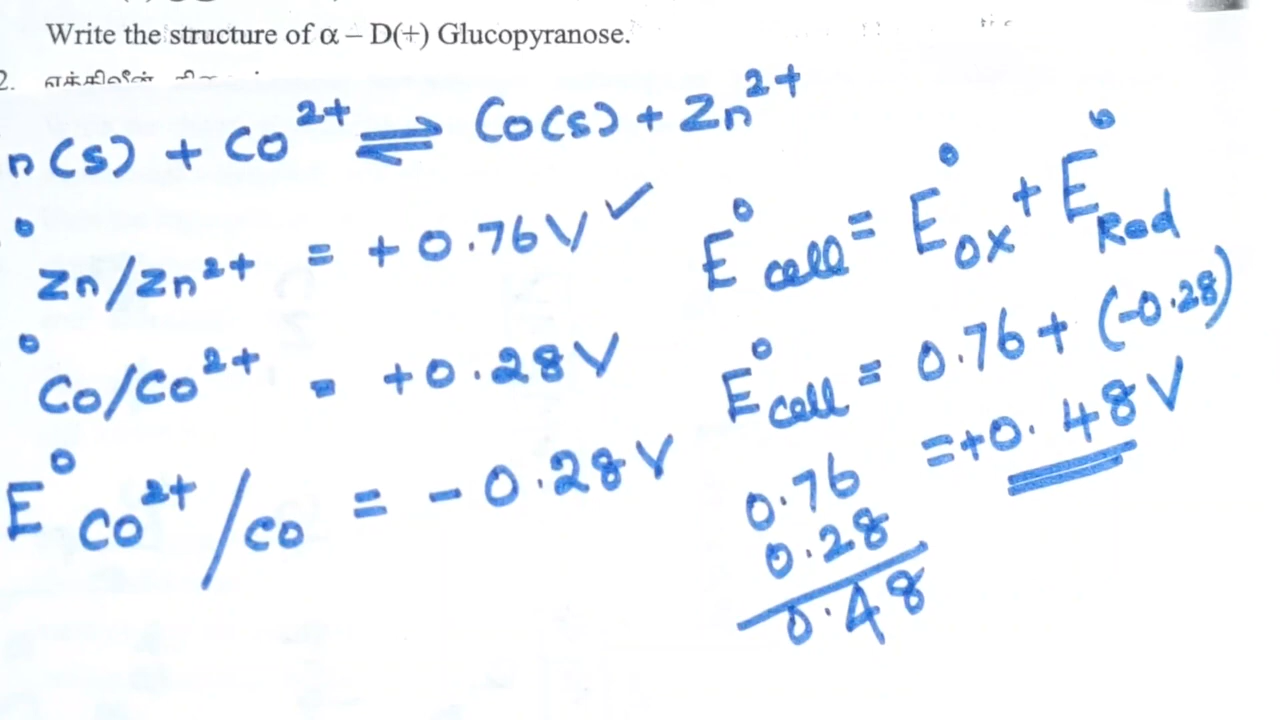 Write the structure of α – D(+) Glucopyranose.
2.
n(s) + Co²⁺ ⇌ Co(s) + Zn²⁺
° Zn/Zn²⁺ = +0.76V ✓
° Co/Co²⁺ = +0.28V
E° Co²⁺/Co = -0.28V
E°cell = E°ox + E°Red
E°cell = 0.76 + (-0.28)
=+0.48V
0.76
0.28
0.48